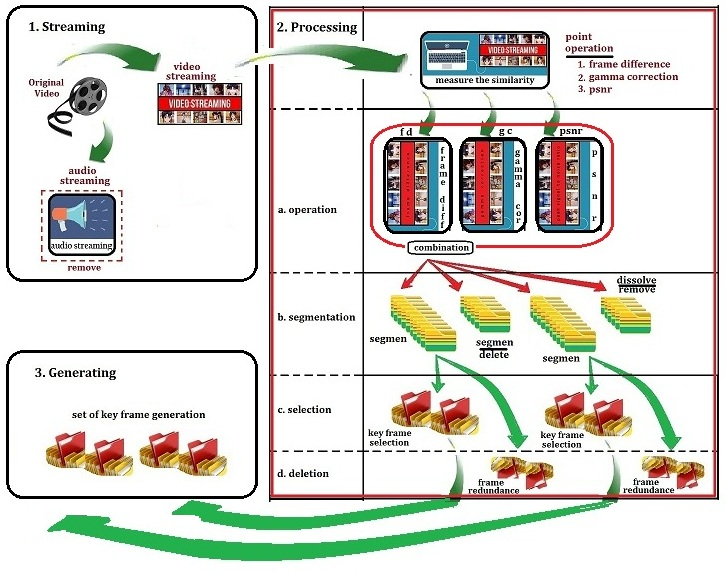 1. Streaming
video
streaming
Original
Video
VIDEO STREAMING
audio
streaming
audio streaming
remove
2. Processing
VIDEO STREAMING
measure the similarity
point
operation
1. frame difference
2. gamma correction
3. psnr
a. operation
f d
g c
psnr
frame diff
gamma cor
psnr
combination
b. segmentation
segmen
segmen
delete
segmen
dissolve
remove
c. selection
key frame
selection
key frame
selection
d. deletion
frame
redundance
frame
redundance
3. Generating
set of key frame generation